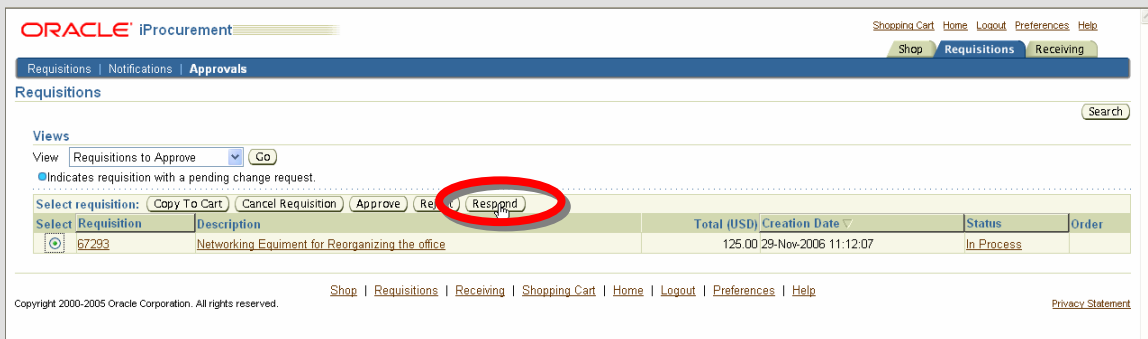 ORACLE iProcurement
Shopping Cart Home Logout Preferences Help
Shop Requisitions Receiving
Requisitions | Notifications | Approvals
Requisitions
Search
Views
View Requisitions to Approve Go
Indicates requisition with a pending change request.
Select requisition: Copy To Cart Cancel Requisition Approve Respond
Select Requisition Description Total (USD) Creation Date Status Order
67293 Networking Equiment for Reorganizing the office 125.00 29-Nov-2006 11:12:07 In Process
Shop | Requisitions | Receiving | Shopping Cart | Home | Logout | Preferences | Help
Copyright 2000-2005 Oracle Corporation. All rights reserved.
Privacy Statement